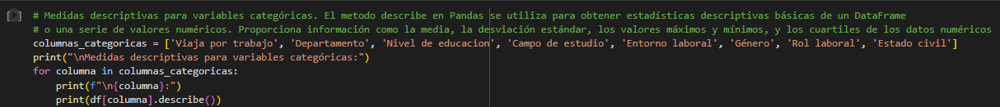 # Medidas descriptivas para variables categóricas. El metodo describe en Pandas se utiliza para obtener estadísticas descriptivas básicas de un DataFrame
# o una serie de valores numéricos. Proporciona información como la media, la desviación estándar, los valores máximos y mínimos, y los cuartiles de los datos numéricos
columnas_categoricas = ['Viaja por trabajo', 'Departamento', 'Nivel de educacion', 'Campo de estudio', 'Entorno laboral', 'Género', 'Rol laboral', 'Estado civil']
print("\nMedidas descriptivas para variables categóricas:")
for columna in columnas_categoricas:
    print(f"\n{columna}:")
    print(df[columna].describe())